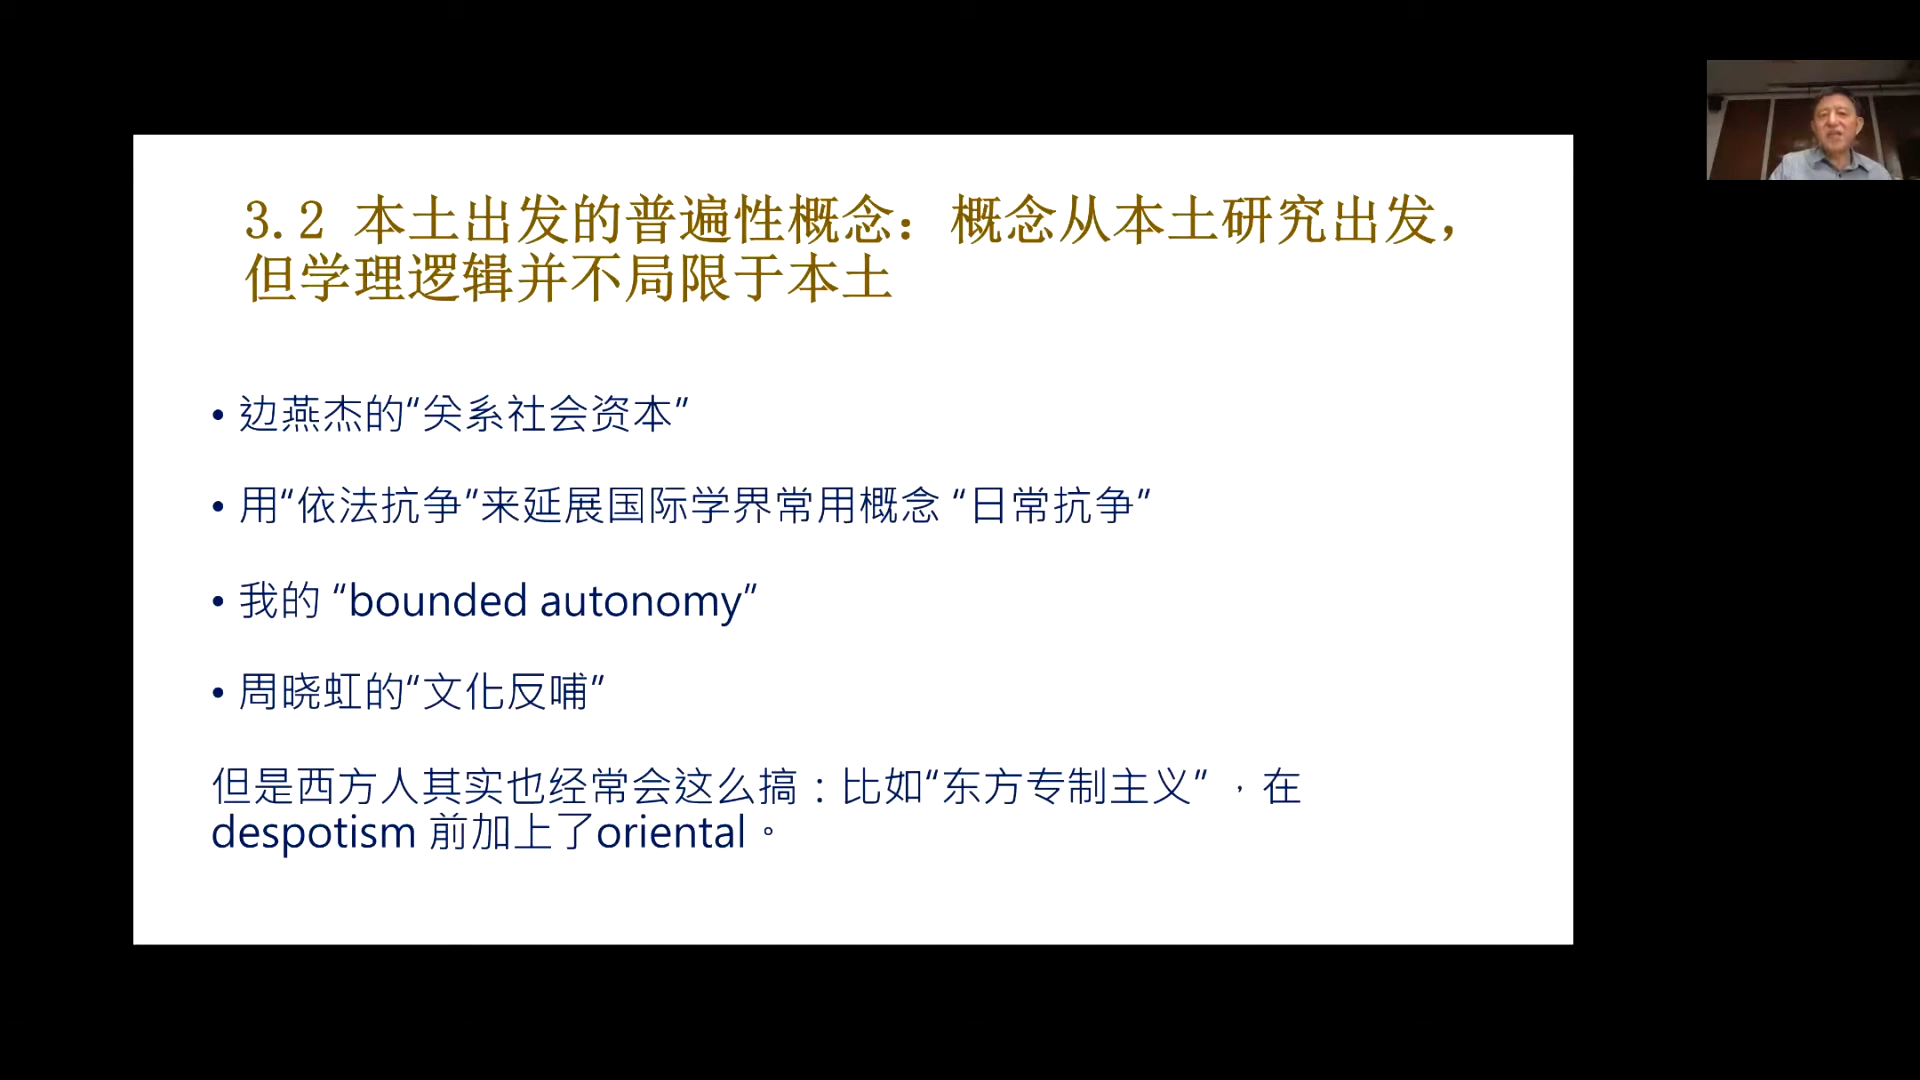 3.2 本土出发的普遍性概念：概念从本土研究出发，
但学理逻辑并不局限于本土
• 边燕杰的“关系社会资本”
• 用“依法抗争”来延展国际学界常用概念 “日常抗争”
• 我的 “bounded autonomy”
• 周晓虹的“文化反哺”
但是西方人其实也经常会这么搞：比如“东方专制主义” ，在
despotism 前加上了oriental。